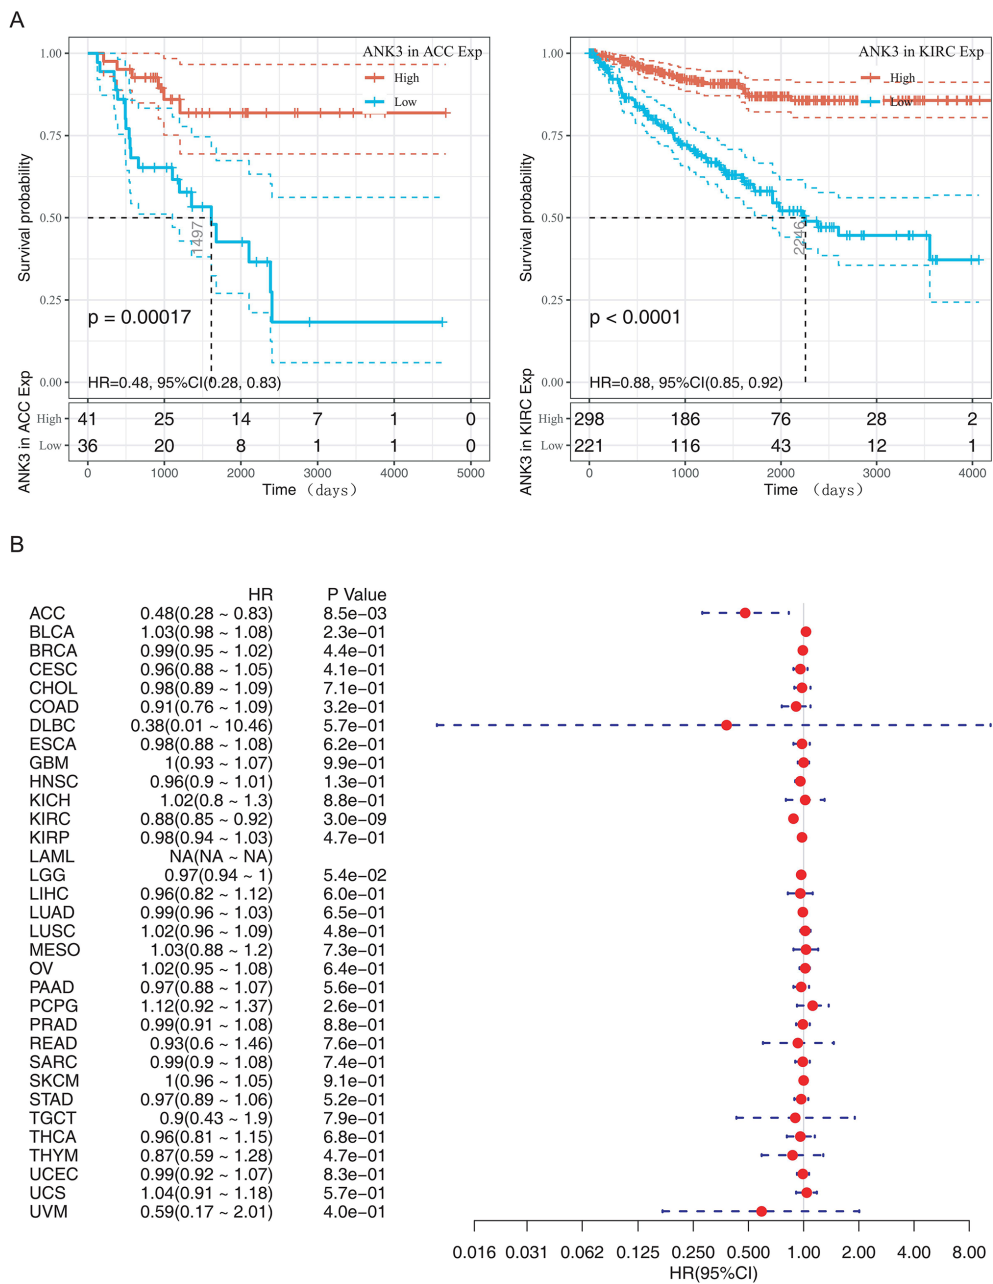 A
ANK3 in ACC Exp
High
Low
Survival probability
1.00
0.75
0.50
0.25
0.00
1497
p = 0.00017
HR=0.48, 95%CI(0.28, 0.83)
ANK3 in ACC Exp
High 41 25 14 7 1 0
Low 36 20 8 1 1 0
0 1000 2000 3000 4000 5000
Time (days)
ANK3 in KIRC Exp
High
Low
Survival probability
1.00
0.75
0.50
0.25
0.00
2246
p < 0.0001
HR=0.88, 95%CI(0.85, 0.92)
ANK3 in KIRC Exp
High 298 186 76 28 2
Low 221 116 43 12 1
0 1000 2000 3000 4000
Time (days)
B
HR P Value
ACC 0.48(0.28 ~ 0.83) 8.5e−03
BLCA 1.03(0.98 ~ 1.08) 2.3e−01
BRCA 0.99(0.95 ~ 1.02) 4.4e−01
CESC 0.96(0.88 ~ 1.05) 4.1e−01
CHOL 0.98(0.89 ~ 1.09) 7.1e−01
COAD 0.91(0.76 ~ 1.09) 3.2e−01
DLBC 0.38(0.01 ~ 10.46) 5.7e−01
ESCA 0.98(0.88 ~ 1.08) 6.2e−01
GBM 1(0.93 ~ 1.07) 9.9e−01
HNSC 0.96(0.9 ~ 1.01) 1.3e−01
KICH 1.02(0.8 ~ 1.3) 8.8e−01
KIRC 0.88(0.85 ~ 0.92) 3.0e−09
KIRP 0.98(0.94 ~ 1.03) 4.7e−01
LAML NA(NA ~ NA)
LGG 0.97(0.94 ~ 1) 5.4e−02
LIHC 0.96(0.82 ~ 1.12) 6.0e−01
LUAD 0.99(0.96 ~ 1.03) 6.5e−01
LUSC 1.02(0.96 ~ 1.09) 4.8e−01
MESO 1.03(0.88 ~ 1.2) 7.3e−01
OV 1.02(0.95 ~ 1.08) 6.4e−01
PAAD 0.97(0.88 ~ 1.07) 5.6e−01
PCPG 1.12(0.92 ~ 1.37) 2.6e−01
PRAD 0.99(0.91 ~ 1.08) 8.8e−01
READ 0.93(0.6 ~ 1.46) 7.6e−01
SARC 0.99(0.9 ~ 1.08) 7.4e−01
SKCM 1(0.96 ~ 1.05) 9.1e−01
STAD 0.97(0.89 ~ 1.06) 5.2e−01
TGCT 0.9(0.43 ~ 1.9) 7.9e−01
THCA 0.96(0.81 ~ 1.15) 6.8e−01
THYM 0.87(0.59 ~ 1.28) 4.7e−01
UCEC 0.99(0.92 ~ 1.07) 8.3e−01
UCS 1.04(0.91 ~ 1.18) 5.7e−01
UVM 0.59(0.17 ~ 2.01) 4.0e−01
0.016 0.031 0.062 0.125 0.250 0.500 1.00 2.00 4.00 8.00
HR(95%CI)